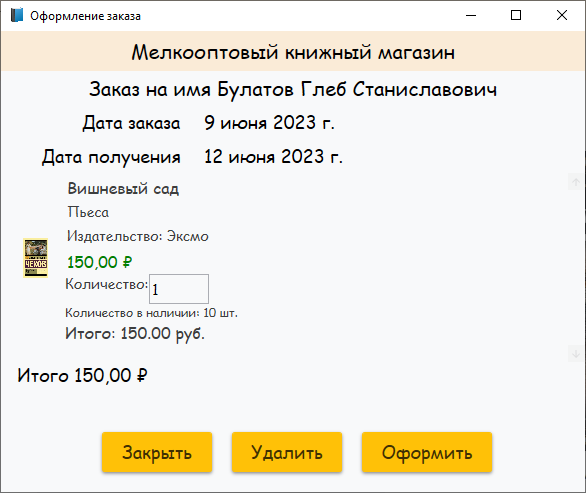 Оформление заказа
Мелкооптовый книжный магазин
Заказ на имя Булатов Глеб Станиславович
Дата заказа 9 июня 2023 г.
Дата получения 12 июня 2023 г.
Вишневый сад
Пьеса
Издательство: Эксмо
ЧЕХОВ
150,00 ₽
Количество: 1
Количество в наличии: 10 шт.
Итого: 150.00 руб.
Итого 150,00 ₽
Закрыть Удалить Оформить